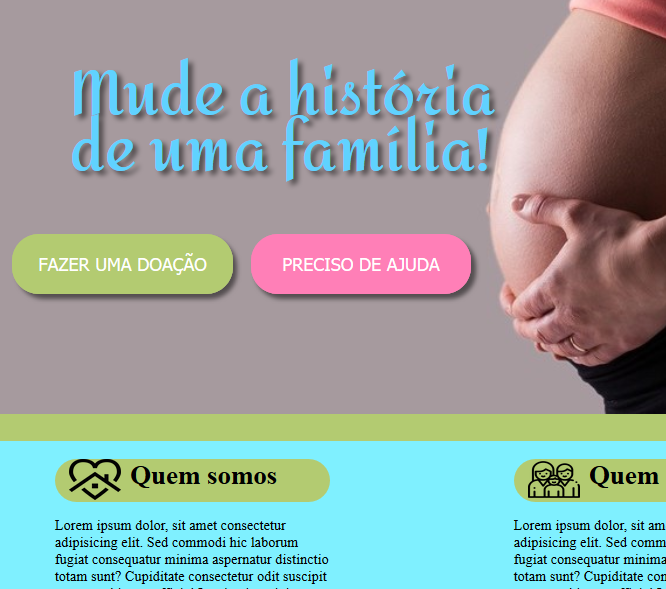 Mude a história
de uma família!
FAZER UMA DOAÇÃO
PRECISO DE AJUDA
Quem somos
Lorem ipsum dolor, sit amet consectetur
adipisicing elit. Sed commodi hic laborum
fugiat consequatur minima aspernatur distinctio
totam sunt? Cupiditate consectetur odit suscipit
Quem
Lorem ipsum dolor, sit am
adipisicing elit. Sed comm
fugiat consequatur minima
totam sunt? Cupiditate con